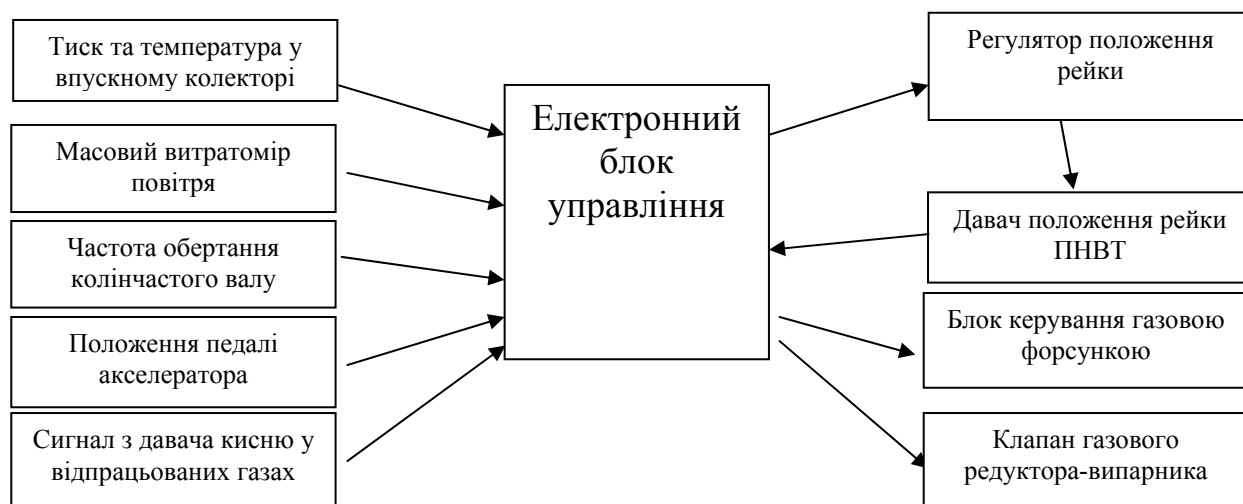 Тиск та температура у
впускному колекторі
Масовий витратомір
повітря
Частота обертання
колінчастого валу
Положення педалі
акселератора
Сигнал з давача кисню у
відпрацьованих газах
Електронний
блок
управління
Регулятор положення
рейки
Давач положення рейки
ПНВТ
Блок керування газовою
форсункою
Клапан газового
редуктора-випарника